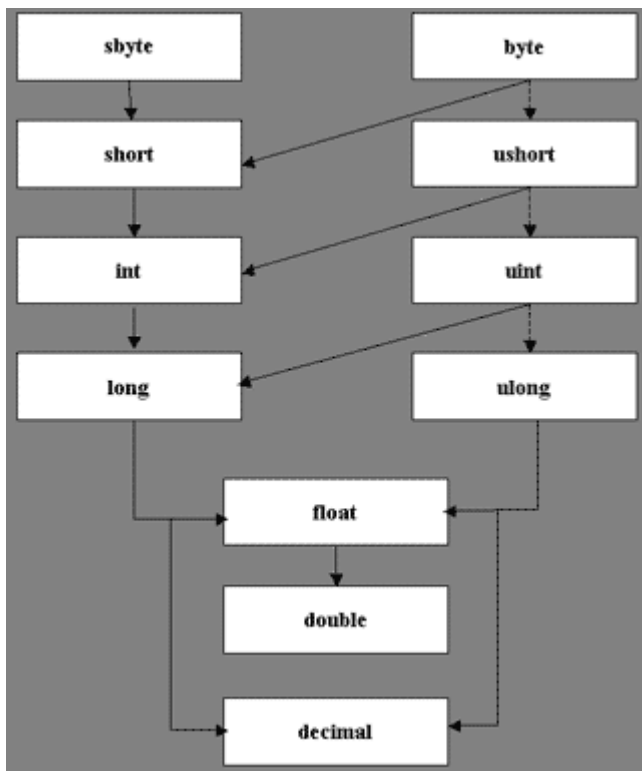 sbyte
byte
short
ushort
int
uint
long
ulong
float
double
decimal